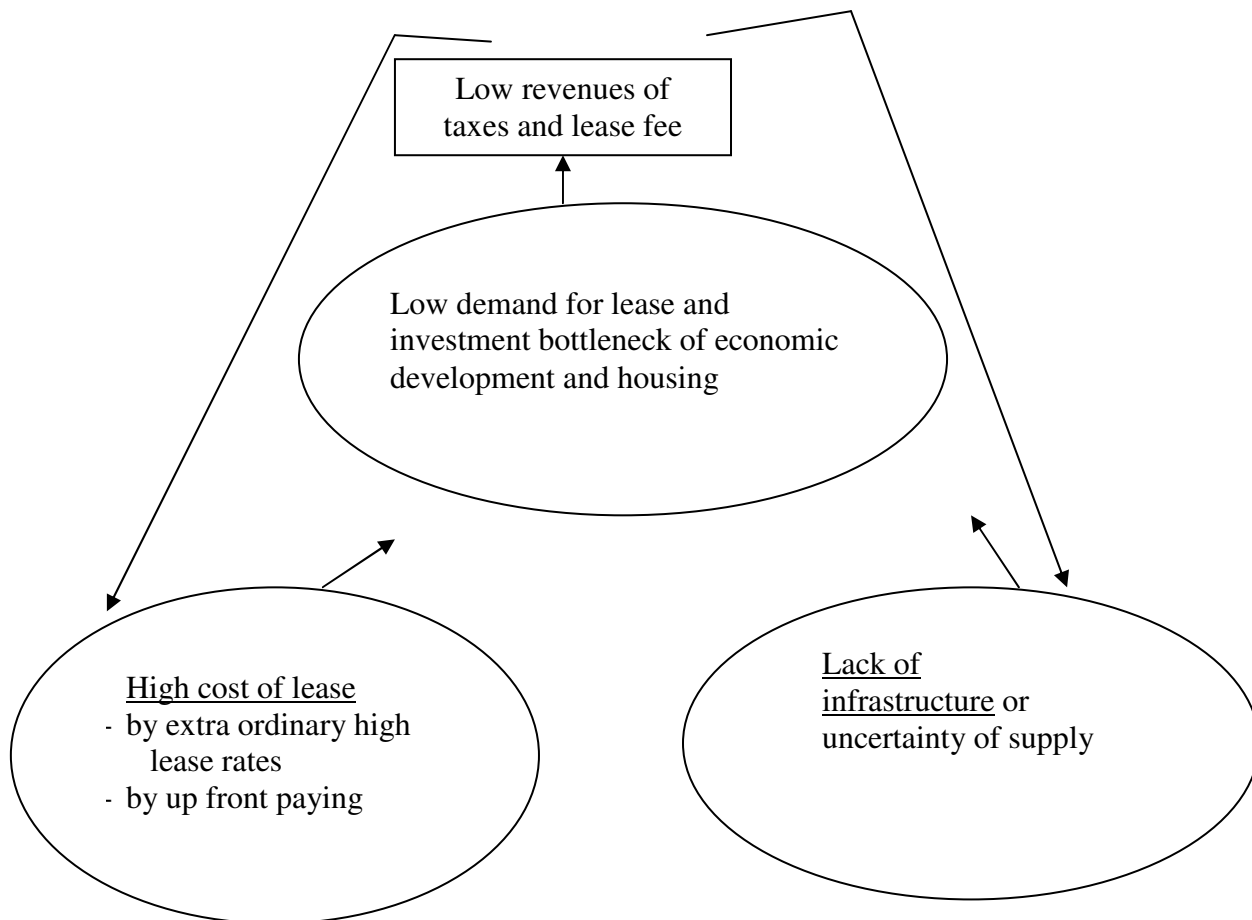 Low revenues of
taxes and lease fee
Low demand for lease and
investment bottleneck of economic
development and housing
High cost of lease
- by extra ordinary high
lease rates
- by up front paying
Lack of
infrastructure or
uncertainty of supply